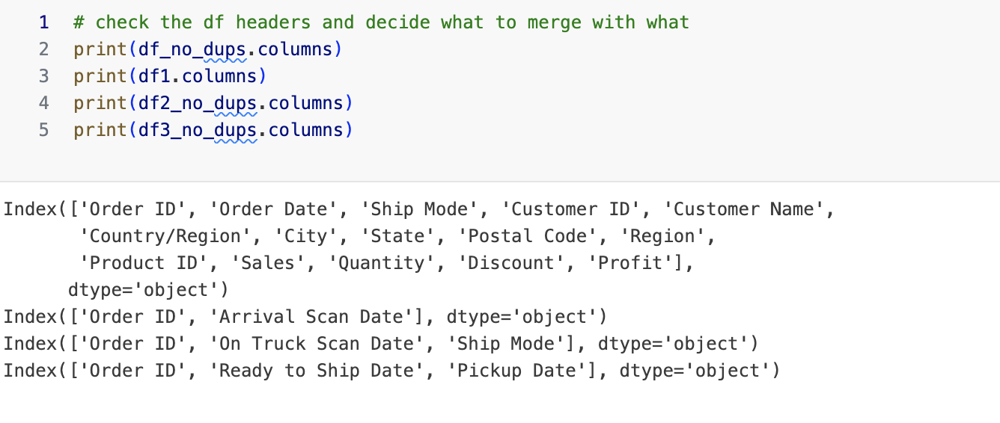 1 # check the df headers and decide what to merge with what
2 print(df_no_dups.columns)
3 print(df1.columns)
4 print(df2_no_dups.columns)
5 print(df3_no_dups.columns)
Index(['Order ID', 'Order Date', 'Ship Mode', 'Customer ID', 'Customer Name',
       'Country/Region', 'City', 'State', 'Postal Code', 'Region',
       'Product ID', 'Sales', 'Quantity', 'Discount', 'Profit'],
      dtype='object')
Index(['Order ID', 'Arrival Scan Date'], dtype='object')
Index(['Order ID', 'On Truck Scan Date', 'Ship Mode'], dtype='object')
Index(['Order ID', 'Ready to Ship Date', 'Pickup Date'], dtype='object')